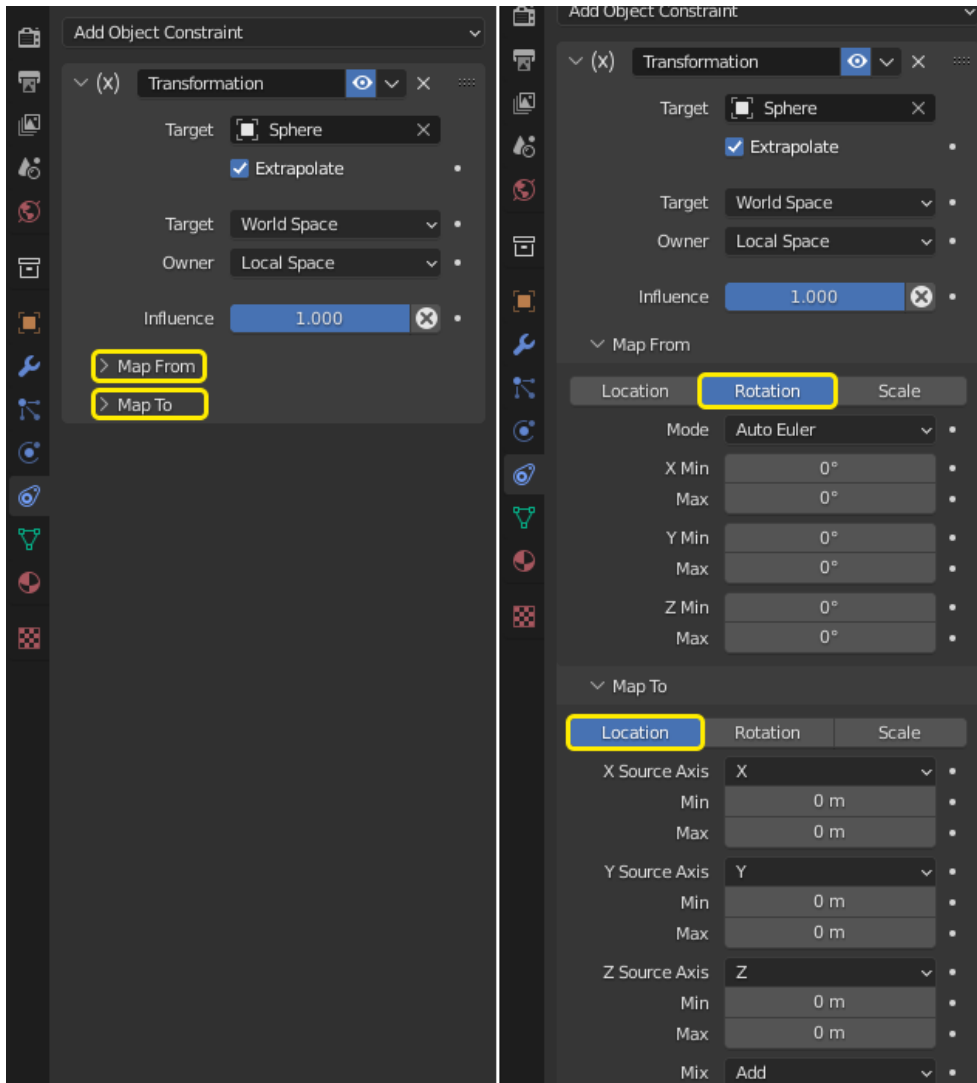 Add Object Constraint
(x) Transformation
Target Sphere
Extrapolate
Target World Space
Owner Local Space
Influence 1.000
Map From
Map To
Add Object Constraint
(x) Transformation
Target Sphere
Extrapolate
Target World Space
Owner Local Space
Influence 1.000
Map From
Location Rotation Scale
Mode Auto Euler
X Min 0°
Max 0°
Y Min 0°
Max 0°
Z Min 0°
Max 0°
Map To
Location Rotation Scale
X Source Axis X
Min 0 m
Max 0 m
Y Source Axis Y
Min 0 m
Max 0 m
Z Source Axis Z
Min 0 m
Max 0 m
Mix Add